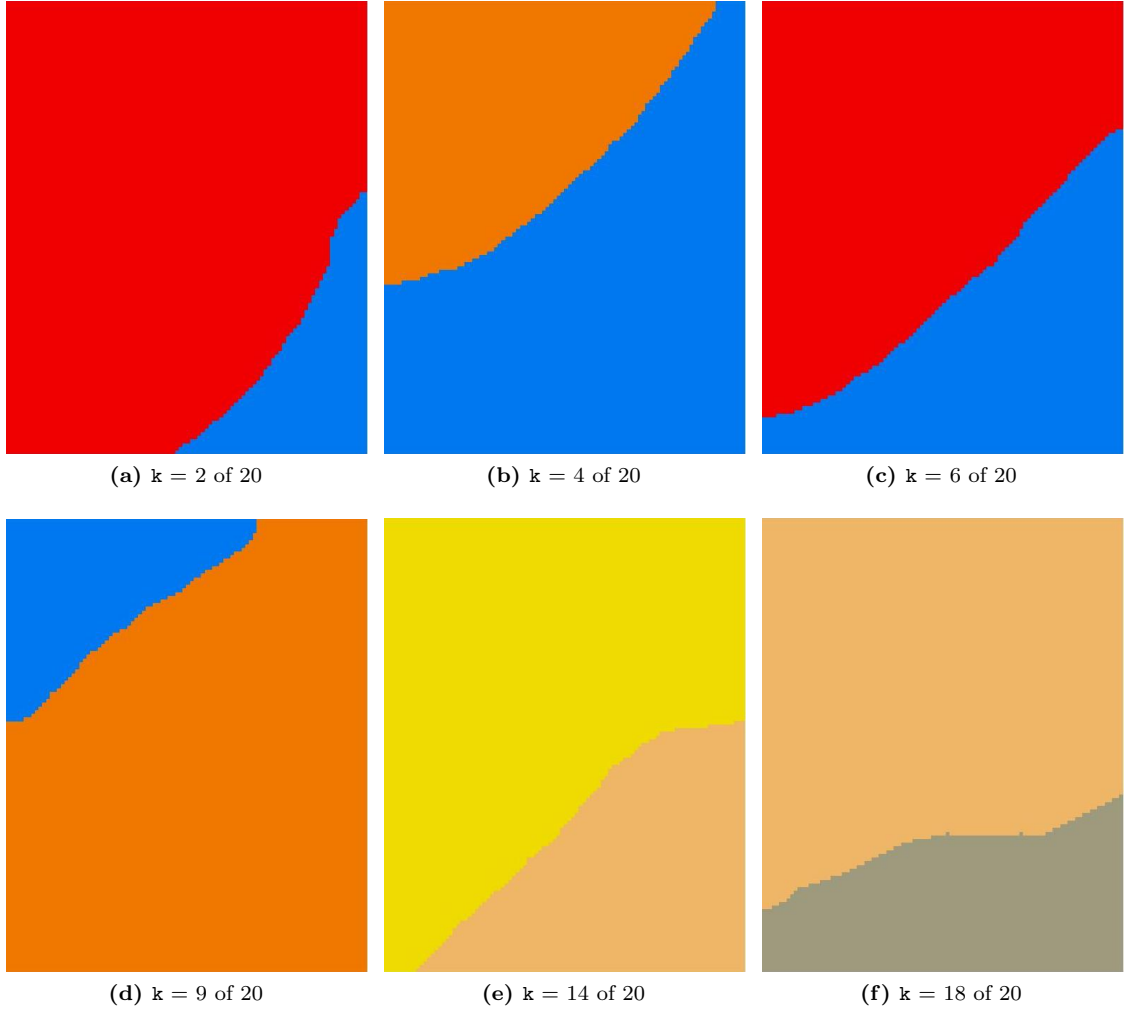 (a) k = 2 of 20
(b) k = 4 of 20
(c) k = 6 of 20
(d) k = 9 of 20
(e) k = 14 of 20
(f) k = 18 of 20